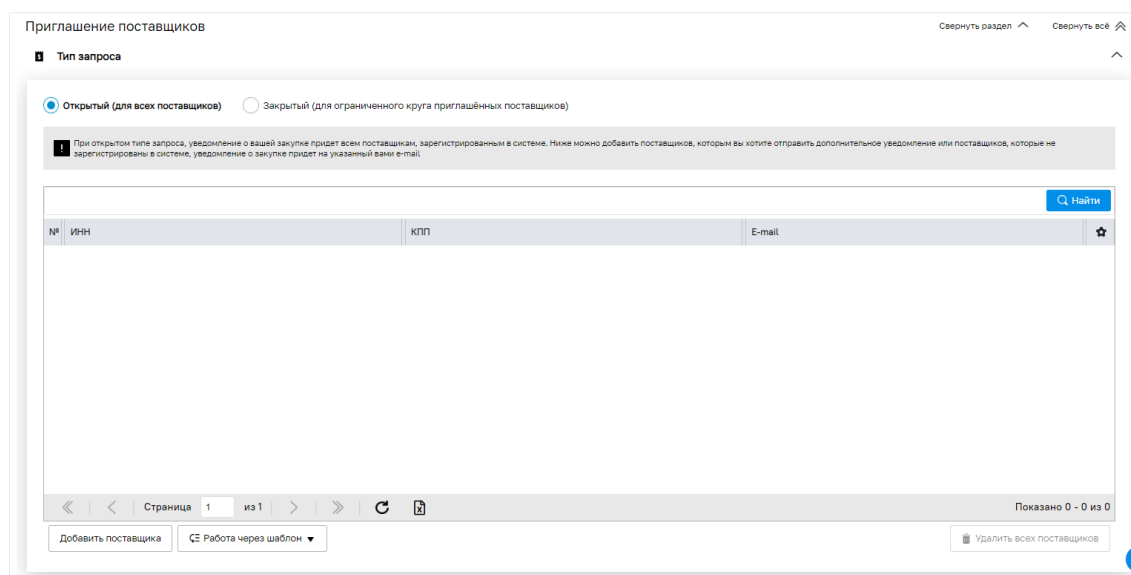 Приглашение поставщиков
Свернуть раздел
Свернуть всё
Тип запроса
Открытый (для всех поставщиков)
Закрытый (для ограниченного круга приглашённых поставщиков)
При открытом типе запроса, уведомление о вашей закупке придет всем поставщикам, зарегистрированным в системе. Ниже можно добавить поставщиков, которым вы хотите отправить дополнительное уведомление или поставщиков, которые не
зарегистрированы в системе, уведомление о закупке придет на указанный вами e-mail
Найти
№ ИНН КПП E-mail
Страница 1 из 1
Показано 0 - 0 из 0
Добавить поставщика
Работа через шаблон
Удалить всех поставщиков